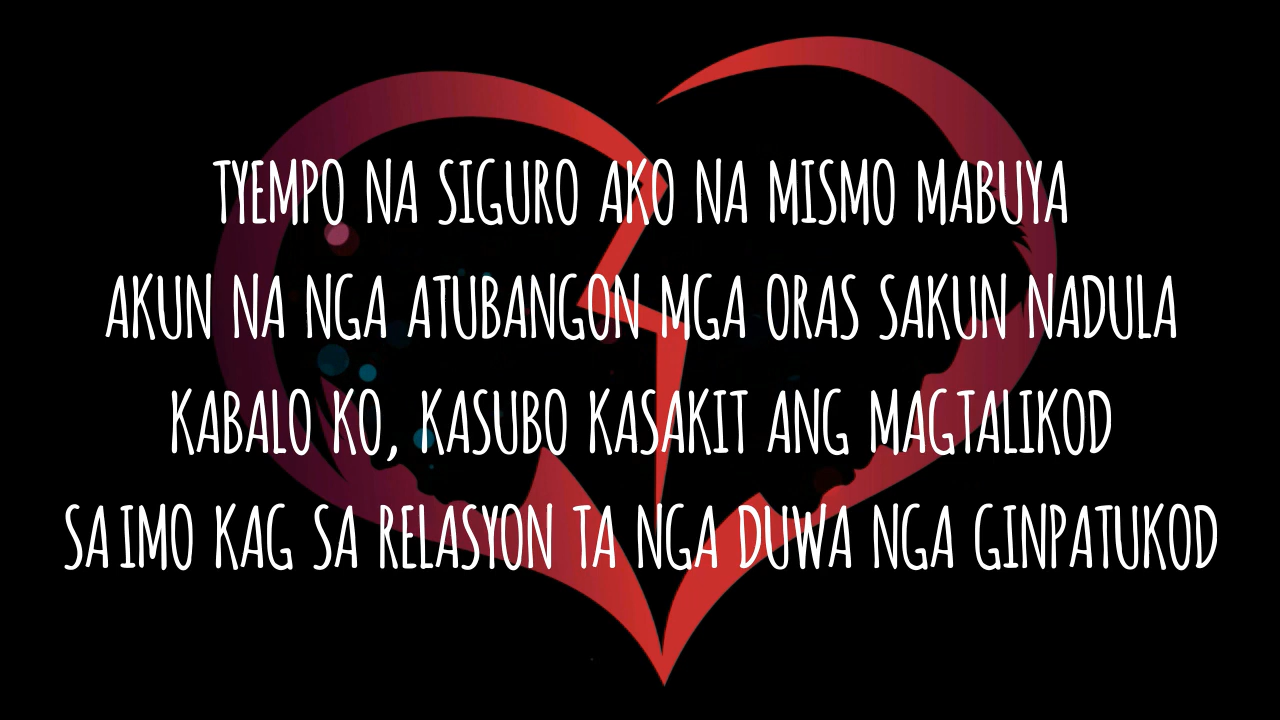 TYEMPO NA SIGURO AKO NA MISMO MABUYA
AKUN NA NGA ATUBANGON MGA ORAS SAKUN NADULA
KABALO KO, KASUBO KASAKIT ANG MAGTALIKOD
SA IMO KAG SA RELASYON TA NGA DUWA NGA GINPATUKOD